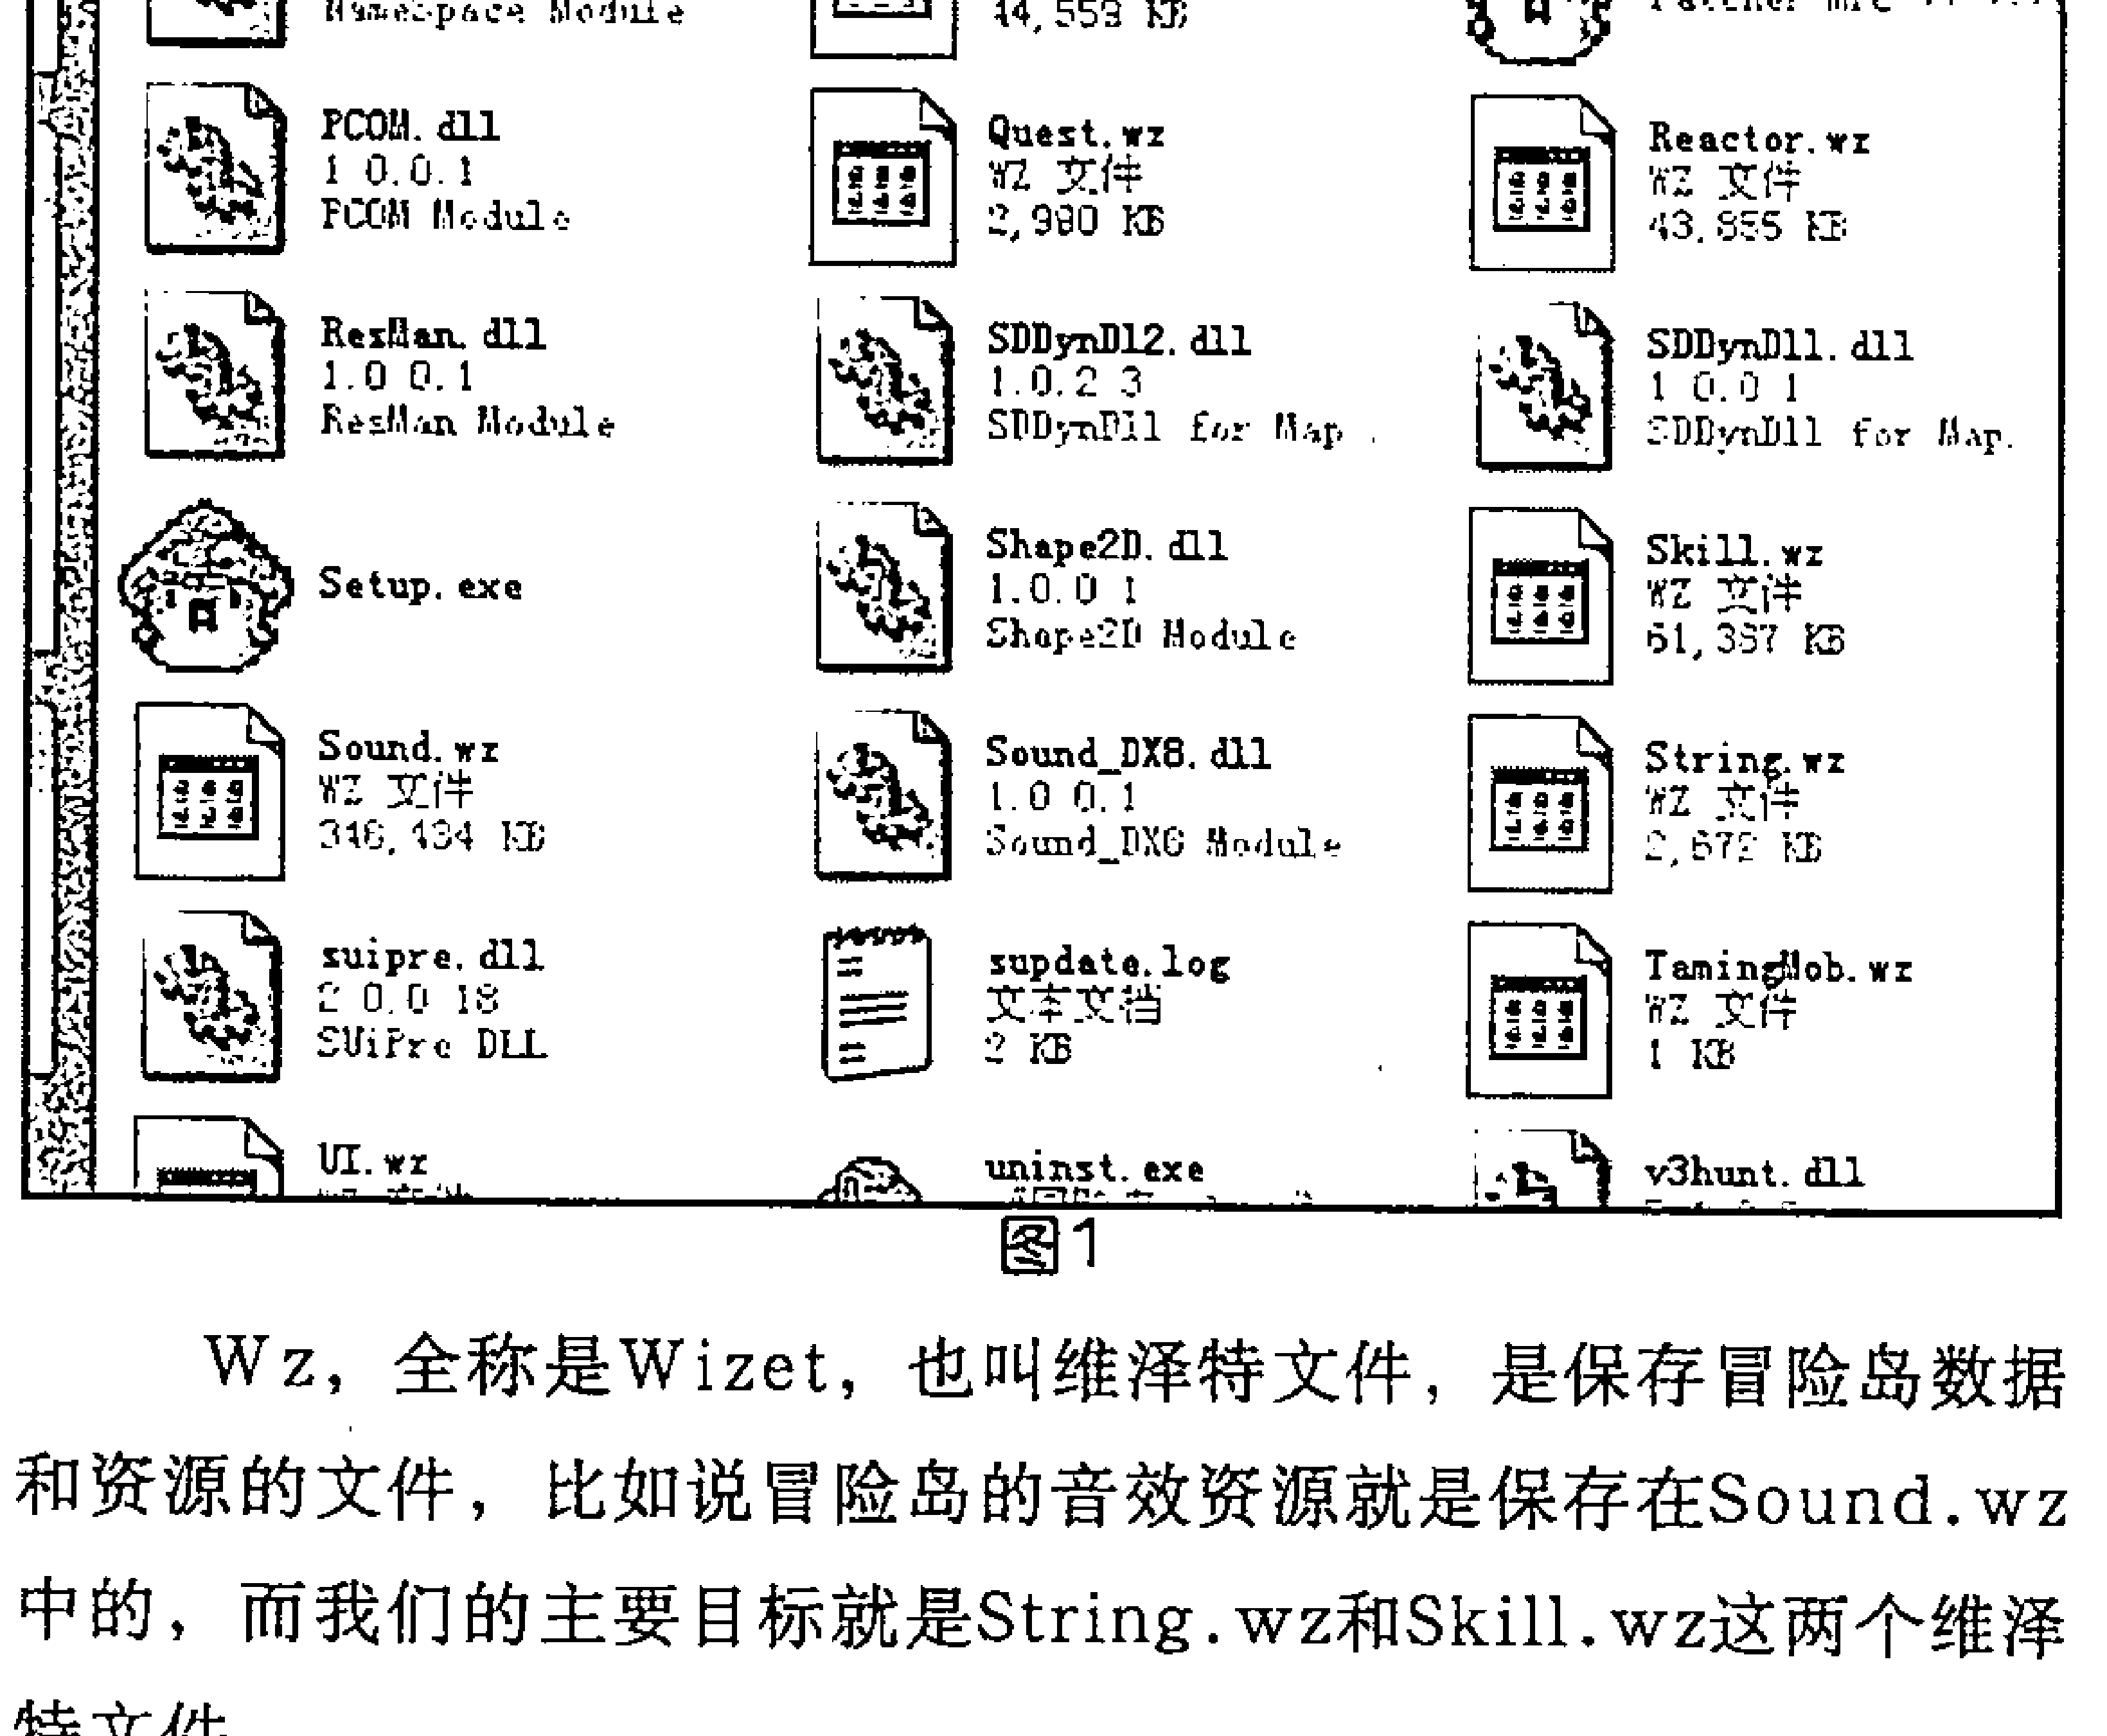 NameSpace Module
44,559 KB
PCOM.dll
1 0.0.1
PCOM Module
Quest.wz
WZ 文件
2,980 KB
Reactor.wz
WZ 文件
43,855 KB
ResMan.dll
1.0 0.1
ResMan Module
SDDynDl2.dll
1.0.2 3
SDDynDll for Map .
SDDynDll.dll
1 0.0 1
SDDynDll for Map.
Setup.exe
Shape2D.dll
1.0.0 1
Shape2D Module
Skill.wz
WZ 文件
Sound.wz
WZ 文件
Sound_DX8.dll
1.0 0.1
Sound_DX8 Module
String.wz
WZ 文件
2,672 KB
suipre.dll
2 0.0 18
SUiPre DLL
supdate.log
文本文档
2 KB
TamingMob.wz
WZ 文件
1 KB
UI.wz
uninst.exe
v3hunt.dll
图1
Wz，全称是Wizet，也叫维泽特文件，是保存冒险岛数据
和资源的文件，比如说冒险岛的音效资源就是保存在Sound.wz
中的，而我们的主要目标就是String.wz和Skill.wz这两个维泽
特文件